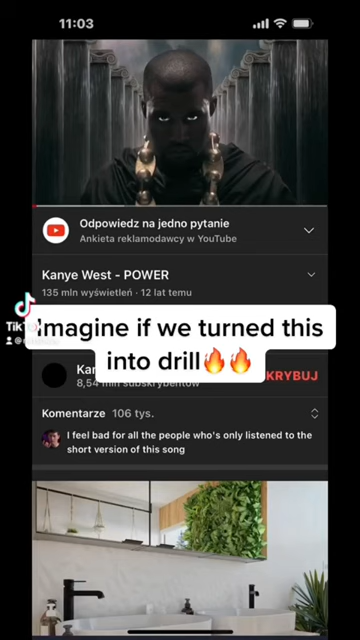 11:03
Odpowiedz na jedno pytanie
Ankieta reklamodawcy w YouTube
Kanye West - POWER
135 mln wyświetleń · 12 lat temu
TikTok
Imagine if we turned this
into drill🔥🔥
Kan
KRYBUJ
8,54 mln subskrybentów
Komentarze 106 tys.
I feel bad for all the people who's only listened to the
short version of this song